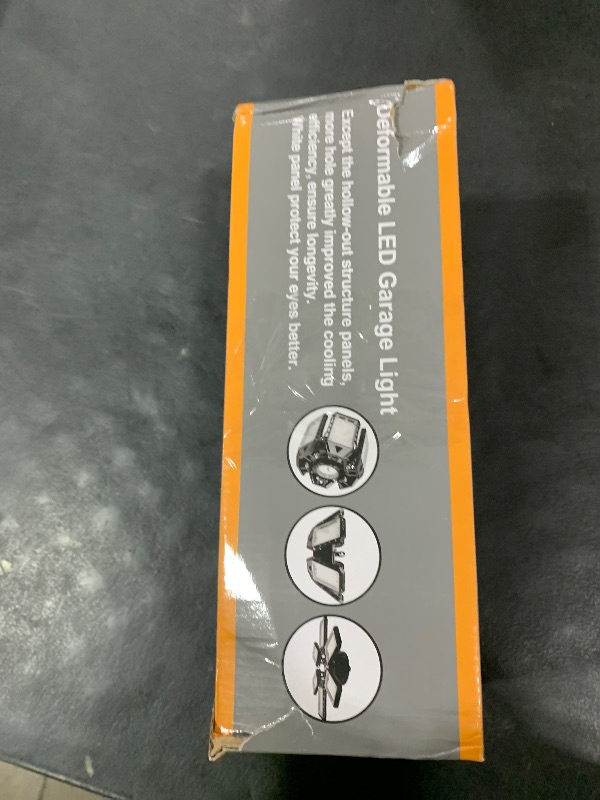 Deformable LED Garage Light
Except the hollow-out structure panels,
more hole greatly improved the cooling
efficiency, ensure longevity.
White panel protect your eyes better.